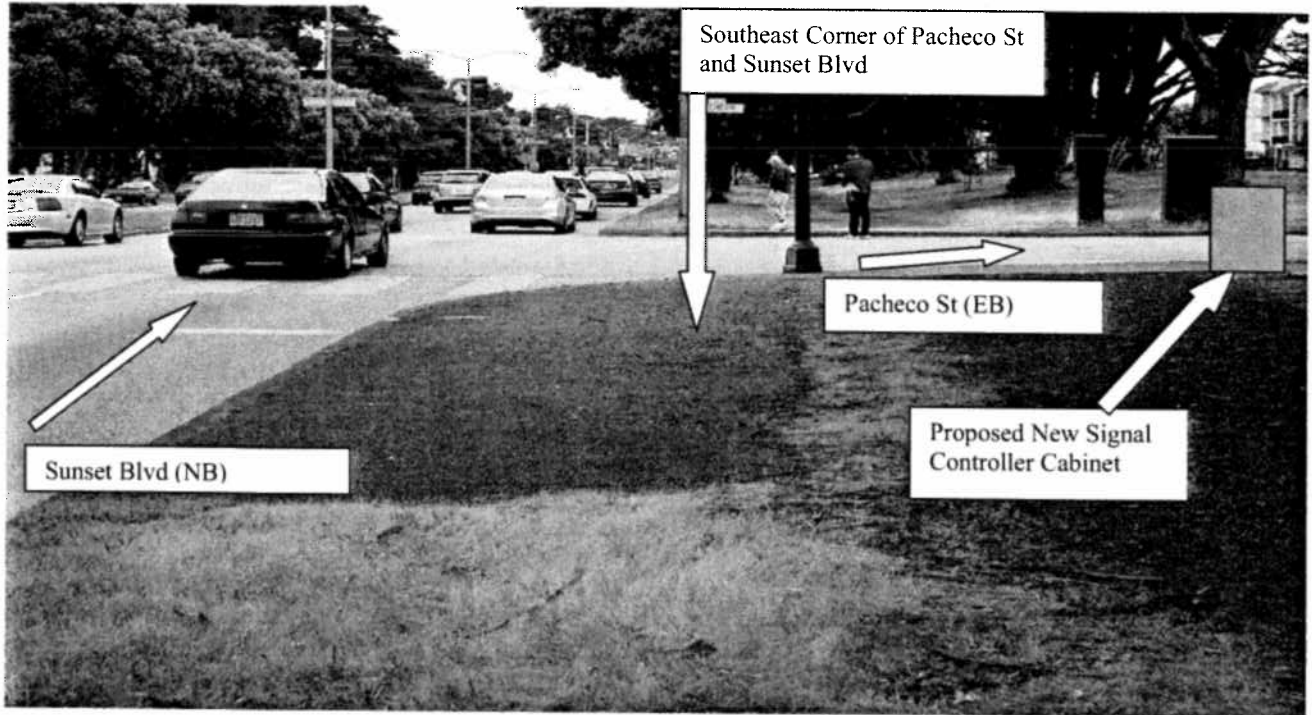 Southeast Corner of Pacheco St
and Sunset Blvd
Pacheco St (EB)
Sunset Blvd (NB)
Proposed New Signal
Controller Cabinet